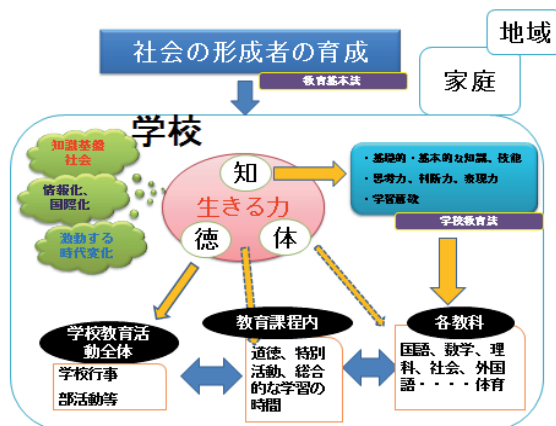 地域
社会の形成者の育成
教育基本法
家庭
学校
知識基盤
社会
情報化、
国際化
激動する
時代変化
知
生きる力
徳
体
・基礎的・基本的な知識、技能
・思考力、判断力、表現力
・学習意欲
学校教育法
学校教育活
動全体
学校行事
部活動等
教育課程内
道徳、特別
活動、総合
的な学習の
時間
各教科
国語、数学、理
科、社会、外国
語・・・・体育